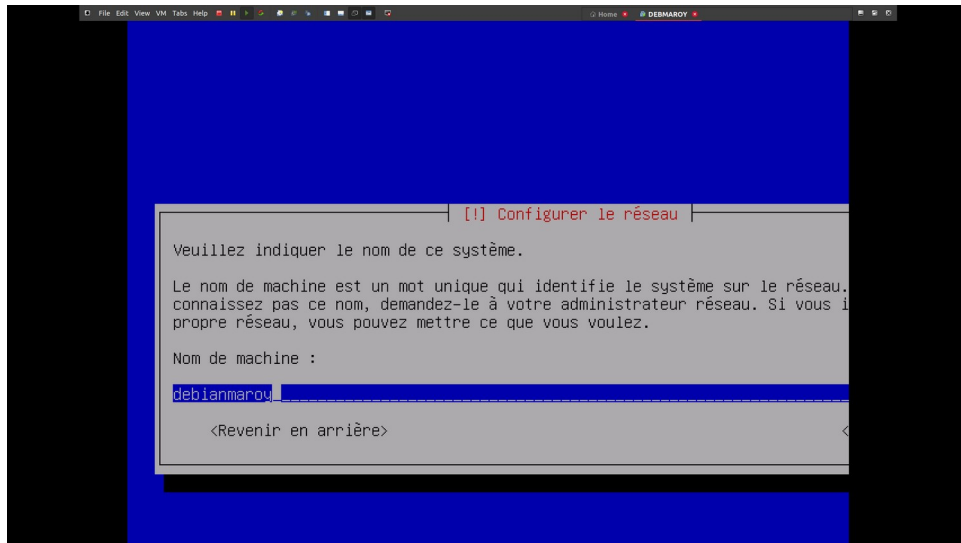 File Edit View VM Tabs Help
Home DEBMAROY
[!] Configurer le réseau
Veuillez indiquer le nom de ce système.
Le nom de machine est un mot unique qui identifie le système sur le réseau.
connaissez pas ce nom, demandez-le à votre administrateur réseau. Si vous i
propre réseau, vous pouvez mettre ce que vous voulez.
Nom de machine :
debianmaroy
<Revenir en arrière> <